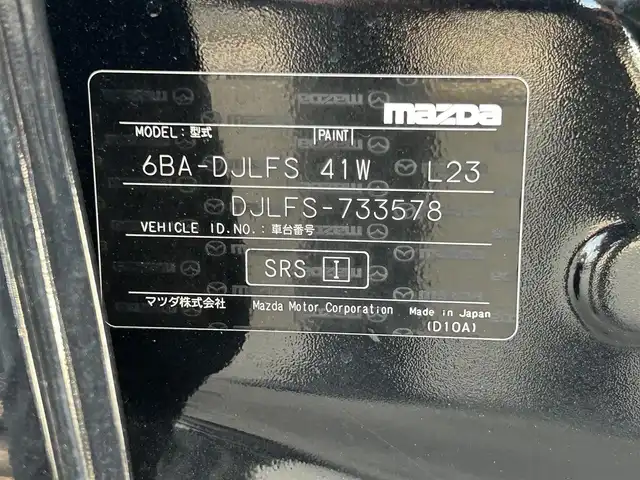 mazda
MODEL: 型式 PAINT
6BA-DJLFS 41W L23
DJLFS-733578
VEHICLE ID.NO.: 車台番号
SRS I
マツダ株式会社 Mazda Motor Corporation Made in Japan
(D10A)